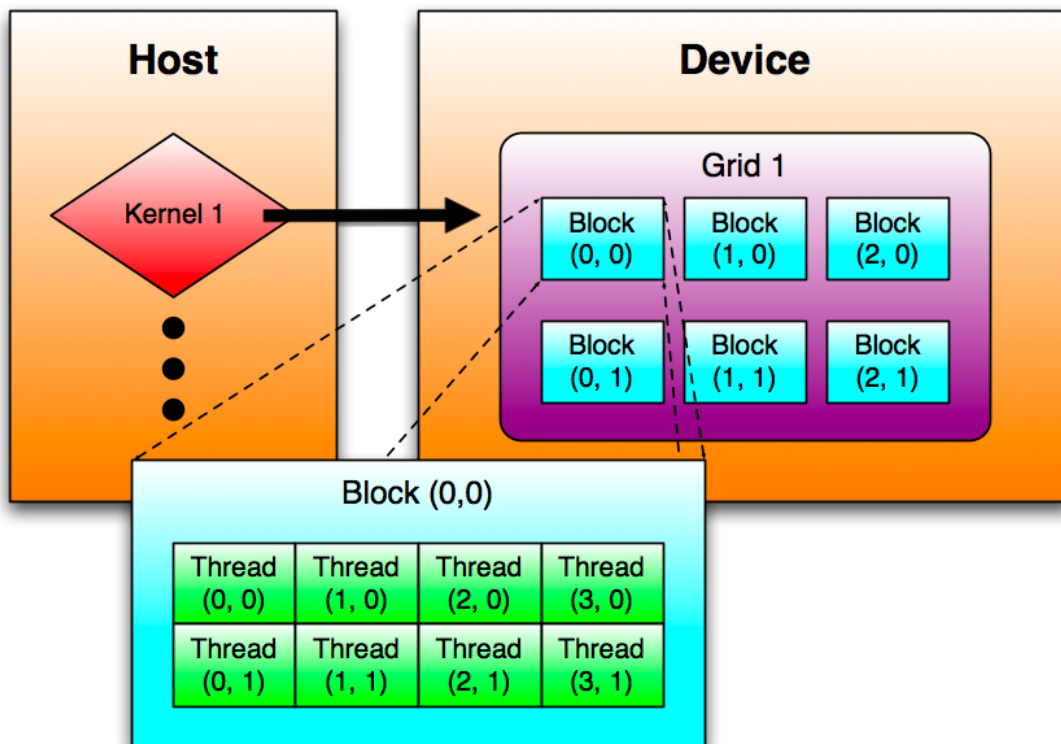 Host
Device
Kernel 1
Grid 1
Block
(0, 0)
Block
(1, 0)
Block
(2, 0)
Block
(0, 1)
Block
(1, 1)
Block
(2, 1)
Block (0,0)
Thread
(0, 0)
Thread
(1, 0)
Thread
(2, 0)
Thread
(3, 0)
Thread
(0, 1)
Thread
(1, 1)
Thread
(2, 1)
Thread
(3, 1)